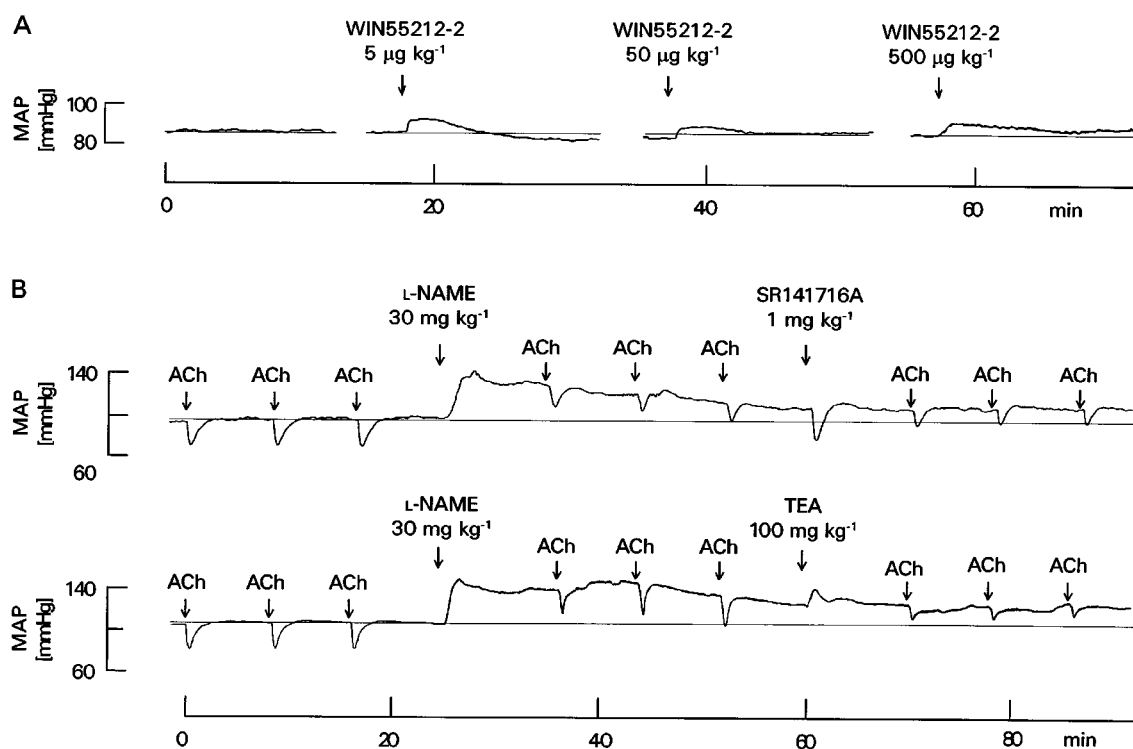 A
WIN55212-2
5 µg kg⁻¹
WIN55212-2
50 µg kg⁻¹
WIN55212-2
500 µg kg⁻¹
MAP
[mmHg]
100
80
0
20
40
60
min
B
L-NAME
30 mg kg⁻¹
SR141716A
1 mg kg⁻¹
ACh
ACh
ACh
ACh
ACh
ACh
ACh
ACh
ACh
MAP
[mmHg]
140
60
L-NAME
30 mg kg⁻¹
TEA
100 mg kg⁻¹
ACh
ACh
ACh
ACh
ACh
ACh
ACh
ACh
ACh
MAP
[mmHg]
140
60
0
20
40
60
80
min